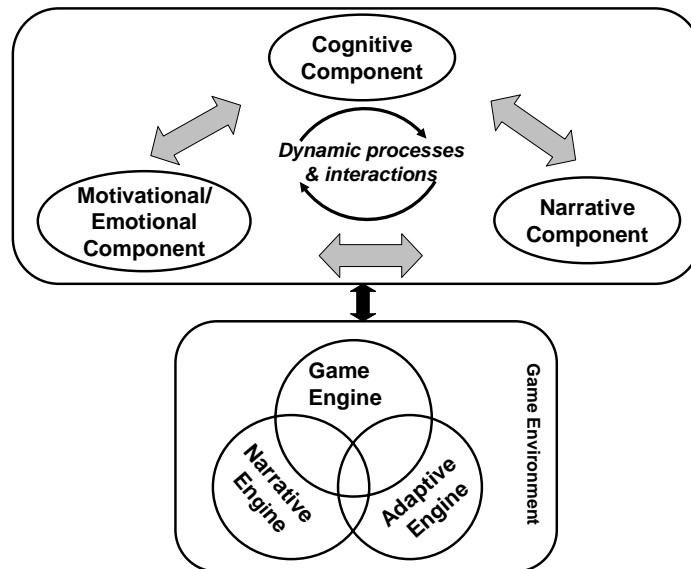 Cognitive
Component
Dynamic processes
& interactions
Motivational/
Emotional
Component
Narrative
Component
Game
Engine
Narrative
Engine
Adaptive
Engine
Game Environment